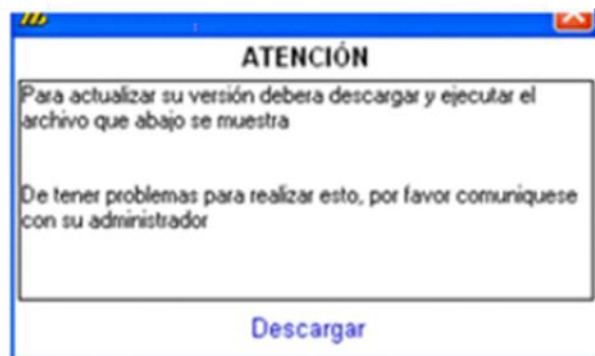 ATENCIÓN
Para actualizar su versión debera descargar y ejecutar el
archivo que abajo se muestra
De tener problemas para realizar esto, por favor comuniquese
con su administrador
Descargar